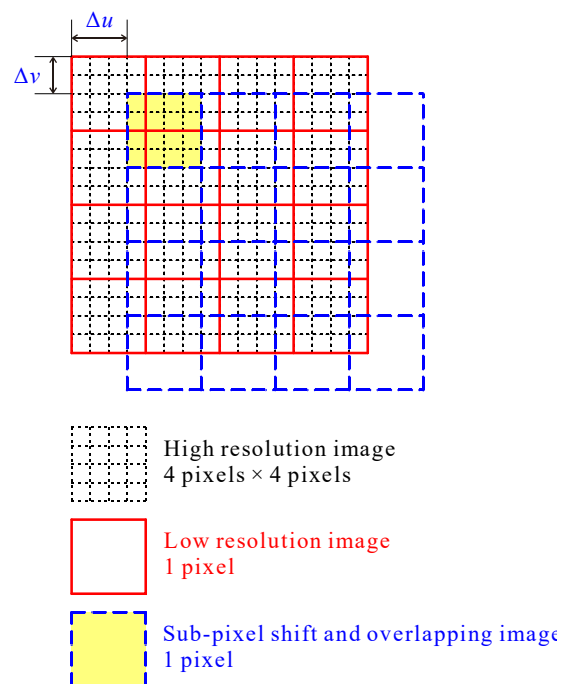 Δu
Δv
High resolution image
4 pixels × 4 pixels
Low resolution image
1 pixel
Sub-pixel shift and overlapping image
1 pixel